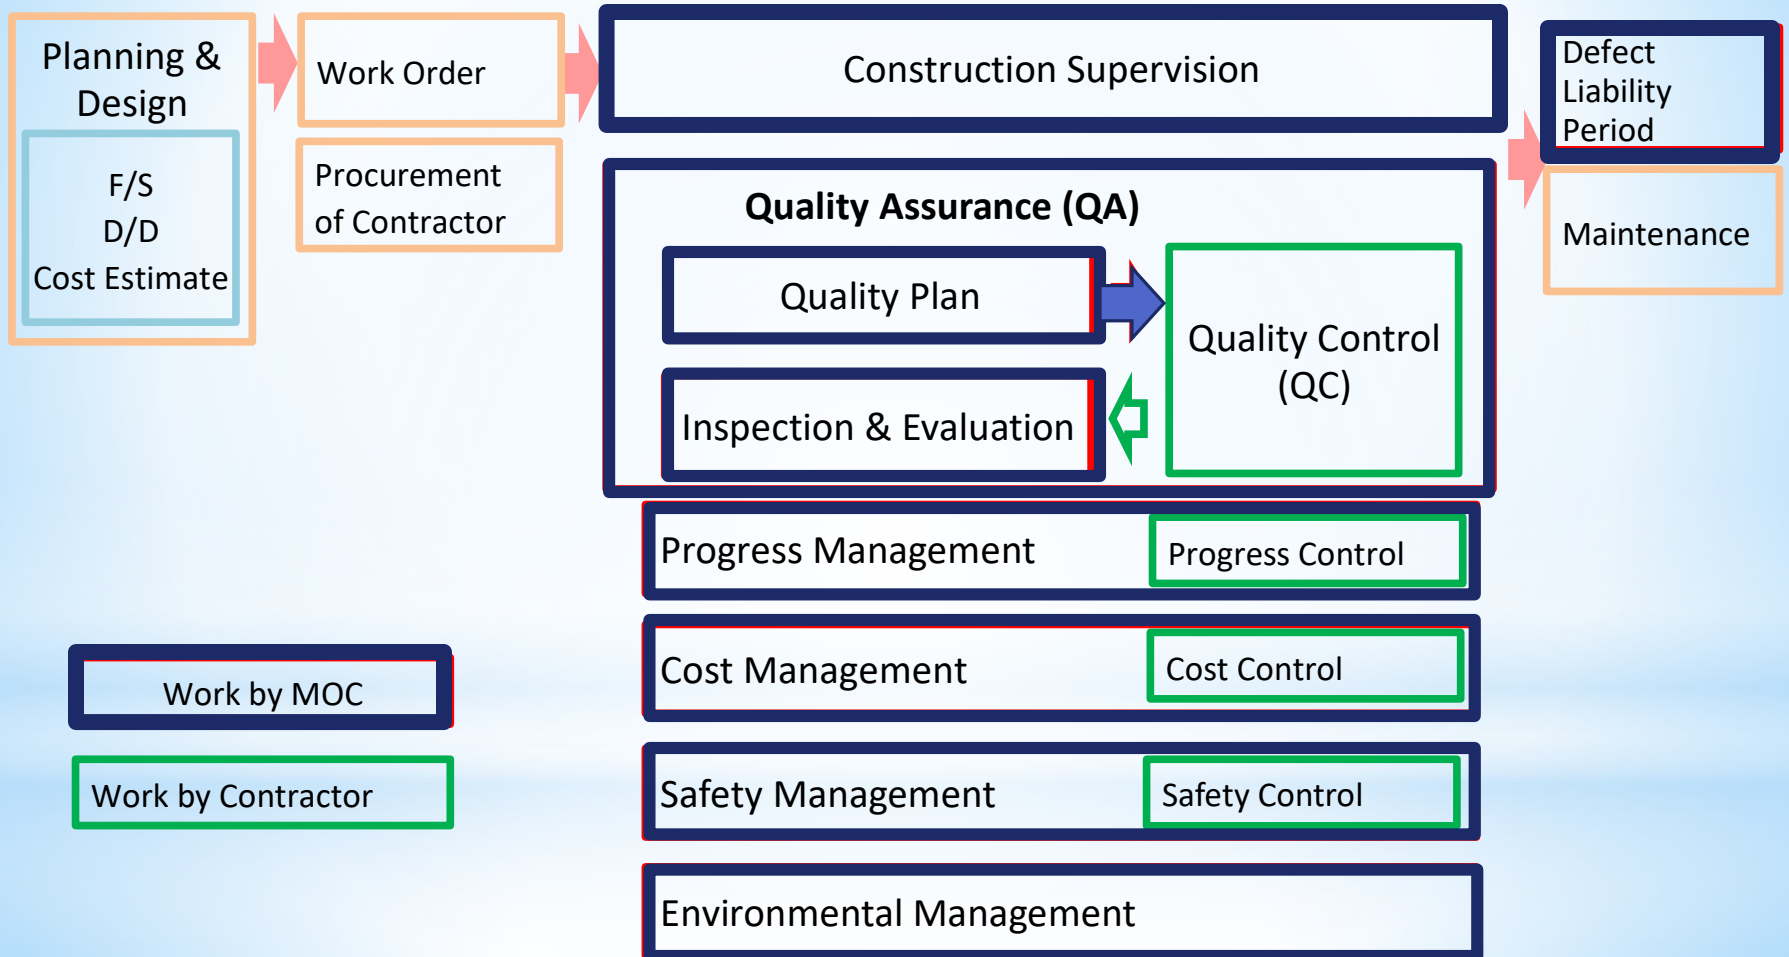 Planning &
Design
F/S
D/D
Cost Estimate
Work Order
Procurement
of Contractor
Construction Supervision
Quality Assurance (QA)
Quality Plan
Inspection & Evaluation
Quality Control
(QC)
Progress Management
Progress Control
Cost Management
Cost Control
Safety Management
Safety Control
Environmental Management
Defect
Liability
Period
Maintenance
Work by MOC
Work by Contractor